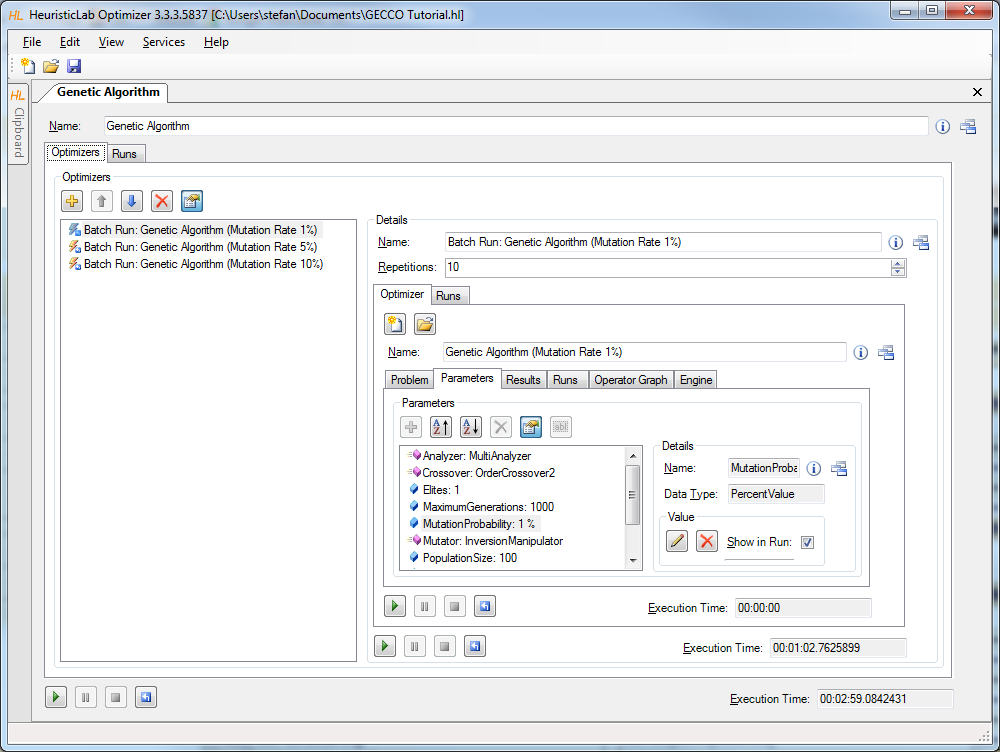 HL HeuristicLab Optimizer 3.3.3.5837 [C:\Users\stefan\Documents\GECCO Tutorial.hl]
File Edit View Services Help
HL Clipboard
Genetic Algorithm
Name: Genetic Algorithm
Optimizers Runs
Optimizers
Batch Run: Genetic Algorithm (Mutation Rate 1%)
Batch Run: Genetic Algorithm (Mutation Rate 5%)
Batch Run: Genetic Algorithm (Mutation Rate 10%)
Details
Name: Batch Run: Genetic Algorithm (Mutation Rate 1%)
Repetitions: 10
Optimizer Runs
Name: Genetic Algorithm (Mutation Rate 1%)
Problem Parameters Results Runs Operator Graph Engine
Parameters
Analyzer: MultiAnalyzer
Crossover: OrderCrossover2
Elites: 1
MaximumGenerations: 1000
MutationProbability: 1 %
Mutator: InversionManipulator
PopulationSize: 100
Details
Name: MutationProba
Data Type: PercentValue
Value
Show in Run:
Execution Time: 00:00:00
Execution Time: 00:01:02.7625899
Execution Time: 00:02:59.0842431